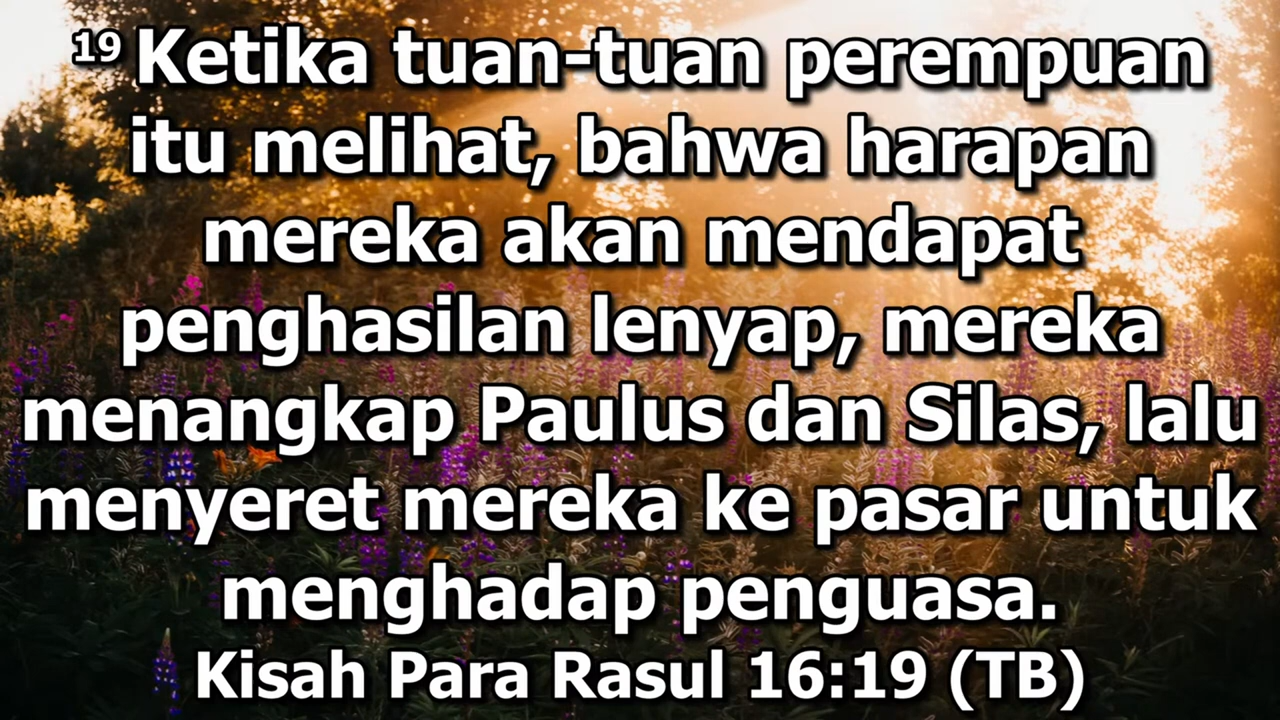 19 Ketika tuan-tuan perempuan
itu melihat, bahwa harapan
mereka akan mendapat
penghasilan lenyap, mereka
menangkap Paulus dan Silas, lalu
menyeret mereka ke pasar untuk
menghadap penguasa.
Kisah Para Rasul 16:19 (TB)